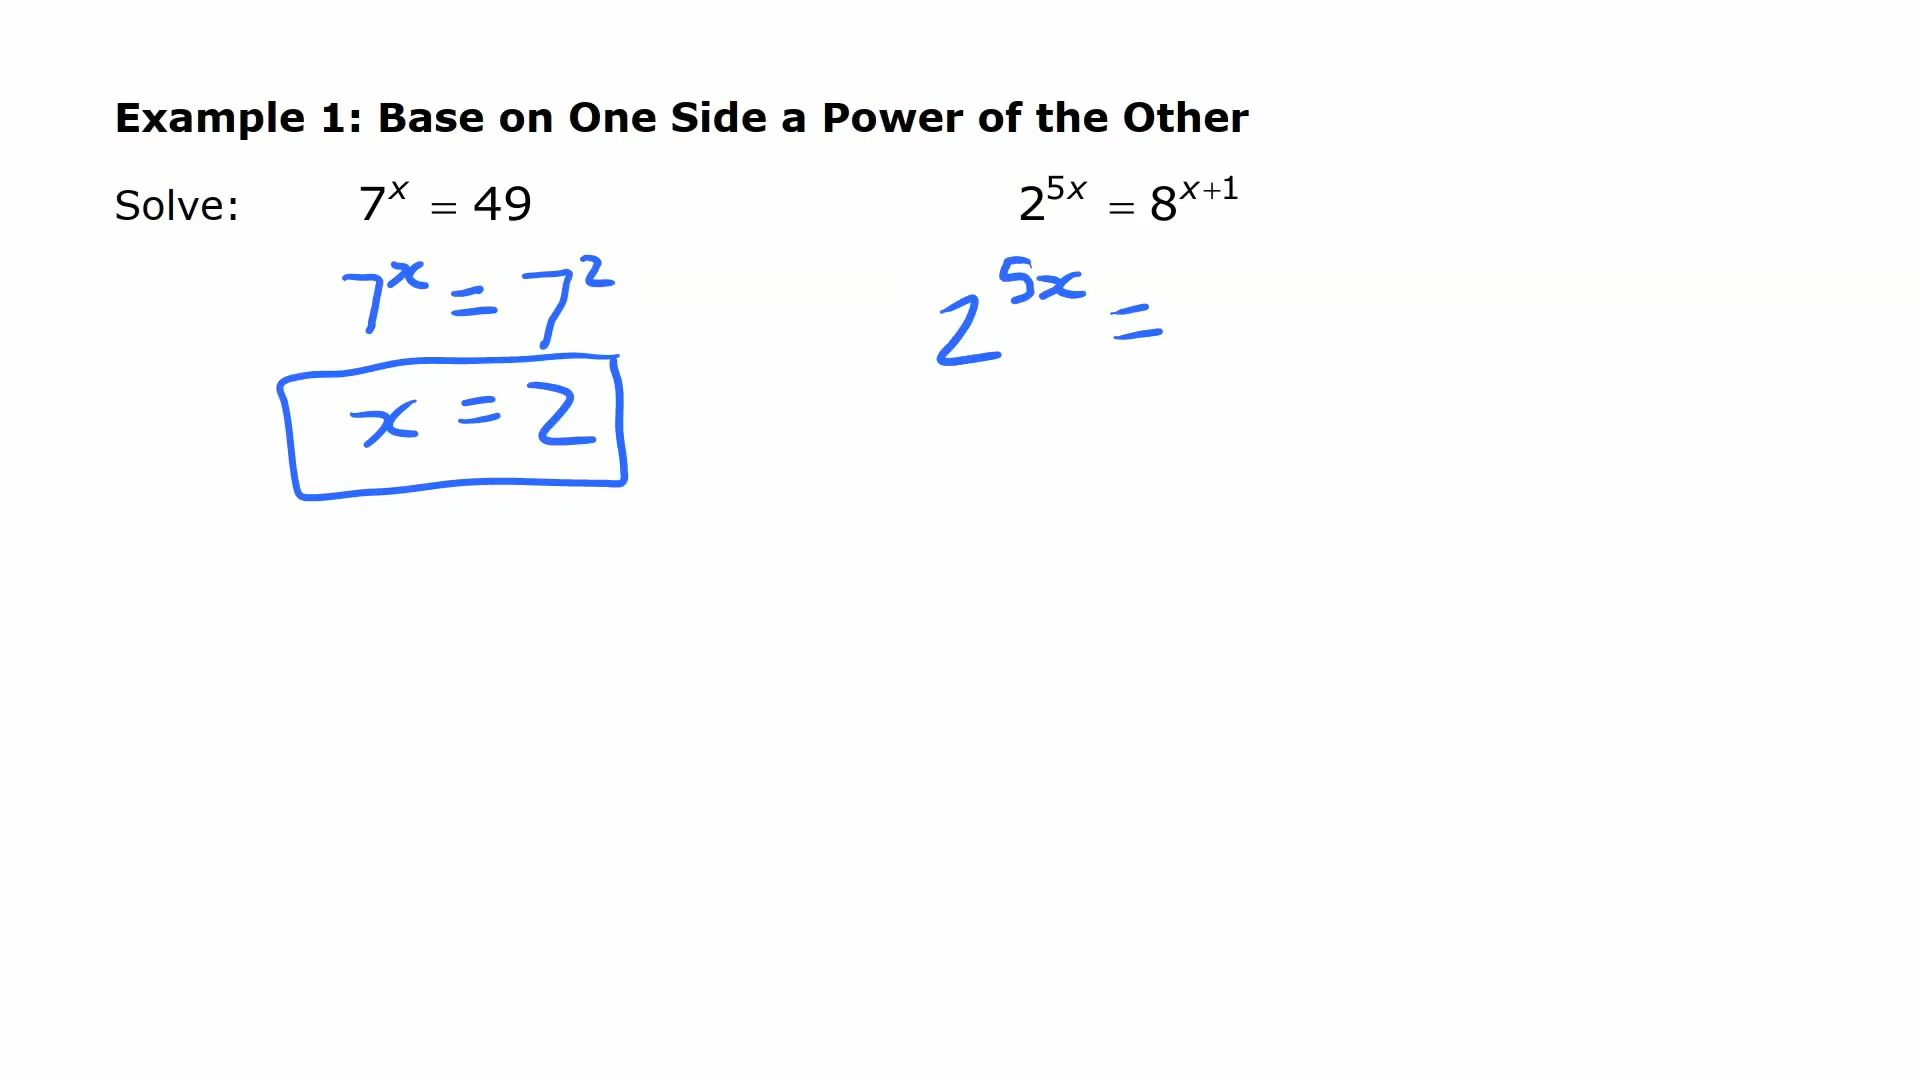 Example 1: Base on One Side a Power of the Other
Solve: 7^x = 49
2^{5x} = 8^{x+1}
7^x = 7^2
x = 2
2^{5x} =